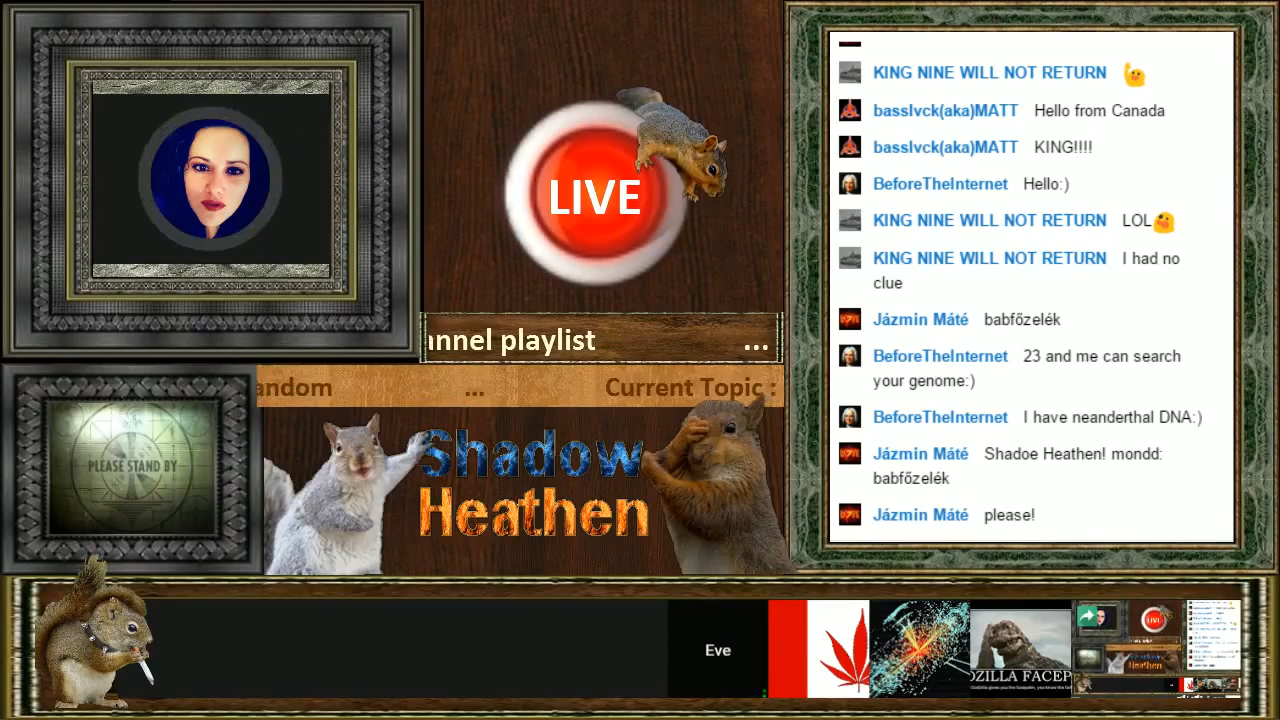 LIVE
nnel playlist ...
andom ... Current Topic :
PLEASE STAND BY
Shadow
Heathen
KING NINE WILL NOT RETURN
basslvck(aka)MATT Hello from Canada
basslvck(aka)MATT KING!!!!
BeforeTheInternet Hello:)
KING NINE WILL NOT RETURN LOL
KING NINE WILL NOT RETURN I had no
clue
Jázmin Máté babfőzelék
BeforeTheInternet 23 and me can search
your genome:)
BeforeTheInternet I have neanderthal DNA:)
Jázmin Máté Shadoe Heathen! mondd:
babfőzelék
Jázmin Máté please!
Eve
OZILLA FACEP
LIVE
Heathen